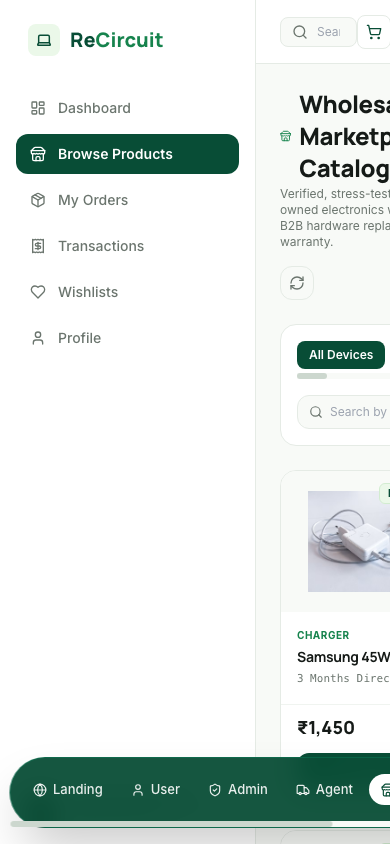 ReCircuit
Dashboard
Browse Products
My Orders
Transactions
Wishlists
Profile
Wholesa
Marketp
Catalog
Verified, stress-test
owned electronics w
B2B hardware repla
warranty.
All Devices
Search by
CHARGER
Samsung 45W
3 Months Direc
₹1,450
Landing
User
Admin
Agent